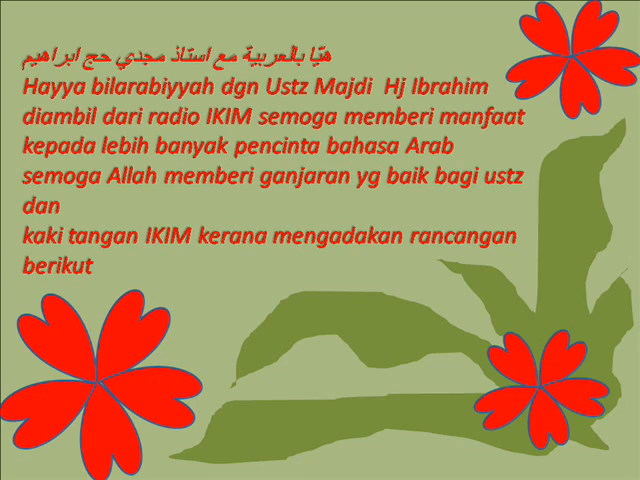 هيّا بالعربية مع استاذ مجدي حج ابراهيم
Hayya bilarabiyyah dgn Ustz Majdi Hj Ibrahim
diambil dari radio IKIM semoga memberi manfaat
kepada lebih banyak pencinta bahasa Arab
semoga Allah memberi ganjaran yg baik bagi ustz
dan
kaki tangan IKIM kerana mengadakan rancangan
berikut